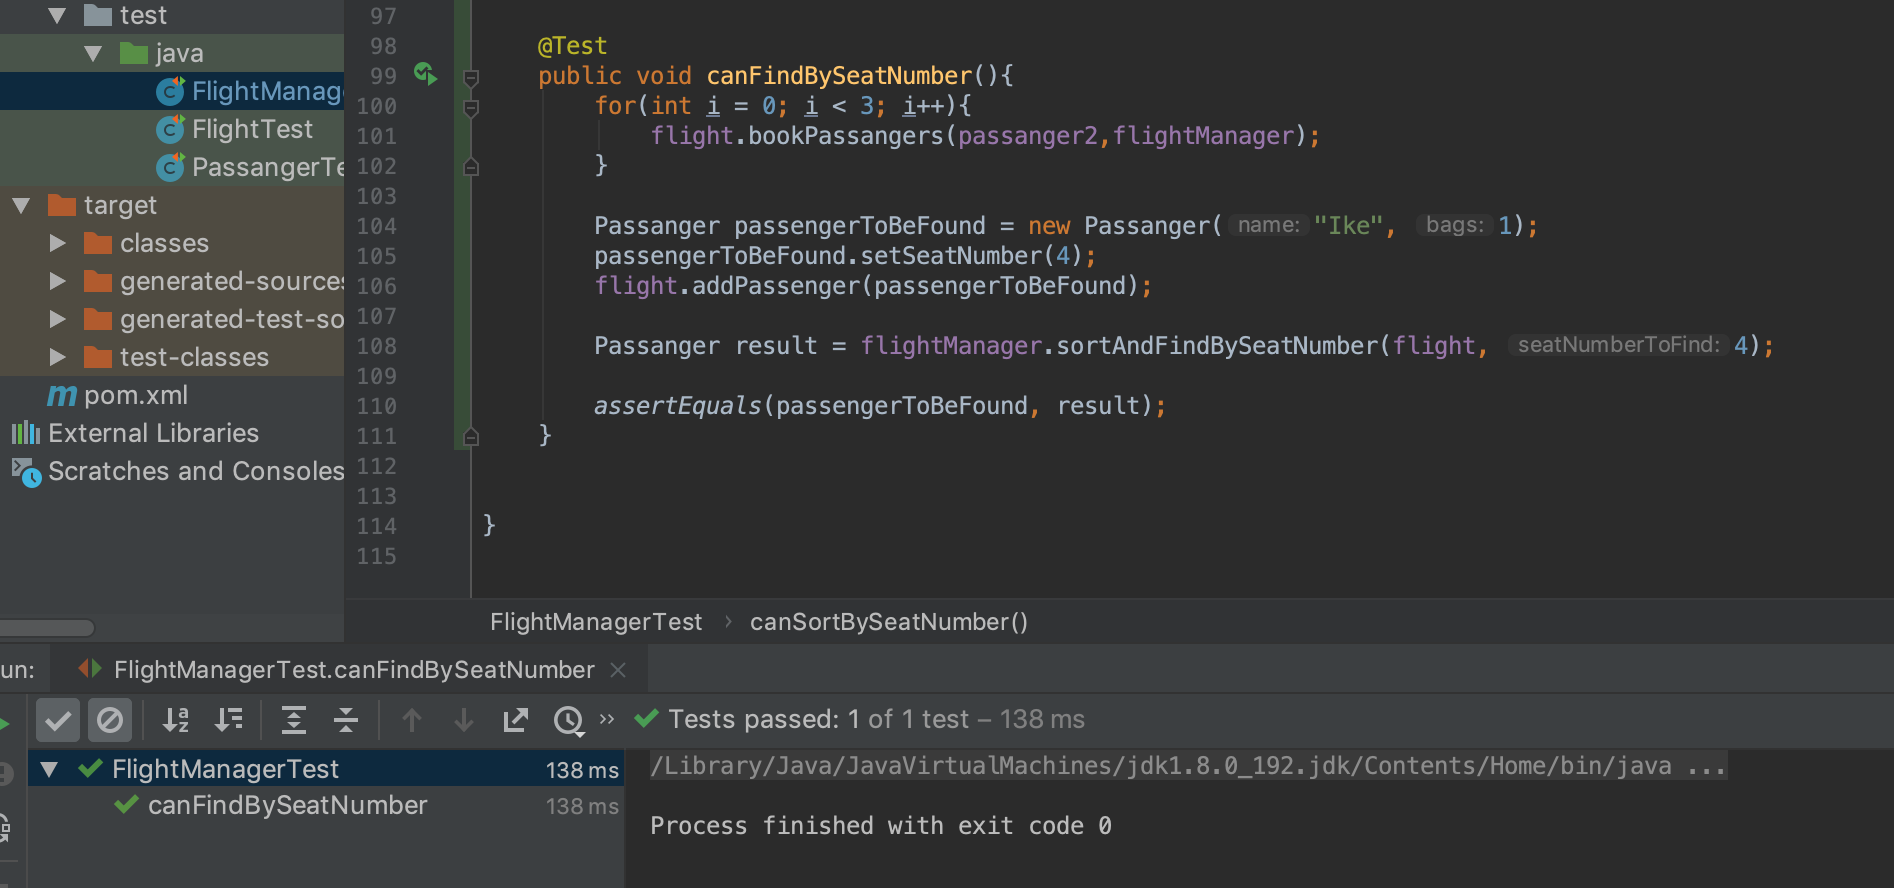 test
java
FlightManag
FlightTest
PassangerTe
target
classes
generated-sources
generated-test-so
test-classes
pom.xml
External Libraries
Scratches and Consoles
97
98 @Test
99 public void canFindBySeatNumber(){
100 for(int i = 0; i < 3; i++){
101 flight.bookPassangers(passanger2,flightManager);
102 }
103
104 Passanger passengerToBeFound = new Passanger( name: "Ike", bags: 1);
105 passengerToBeFound.setSeatNumber(4);
106 flight.addPassenger(passengerToBeFound);
107
108 Passanger result = flightManager.sortAndFindBySeatNumber(flight, seatNumberToFind: 4);
109
110 assertEquals(passengerToBeFound, result);
111 }
112
113
114 }
115
FlightManagerTest › canSortBySeatNumber()
un: FlightManagerTest.canFindBySeatNumber
Tests passed: 1 of 1 test – 138 ms
FlightManagerTest 138 ms
canFindBySeatNumber 138 ms
/Library/Java/JavaVirtualMachines/jdk1.8.0_192.jdk/Contents/Home/bin/java ...
Process finished with exit code 0